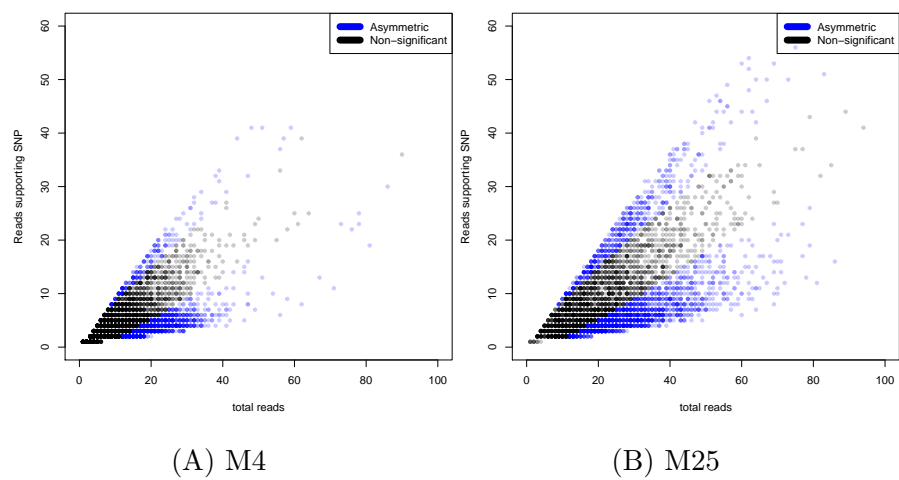 60
50
40
30
20
10
0
Reads supporting SNP
Asymmetric
Non−significant
0 20 40 60 80 100
total reads
(A) M4
60
50
40
30
20
10
0
Reads supporting SNP
Asymmetric
Non−significant
0 20 40 60 80 100
total reads
(B) M25